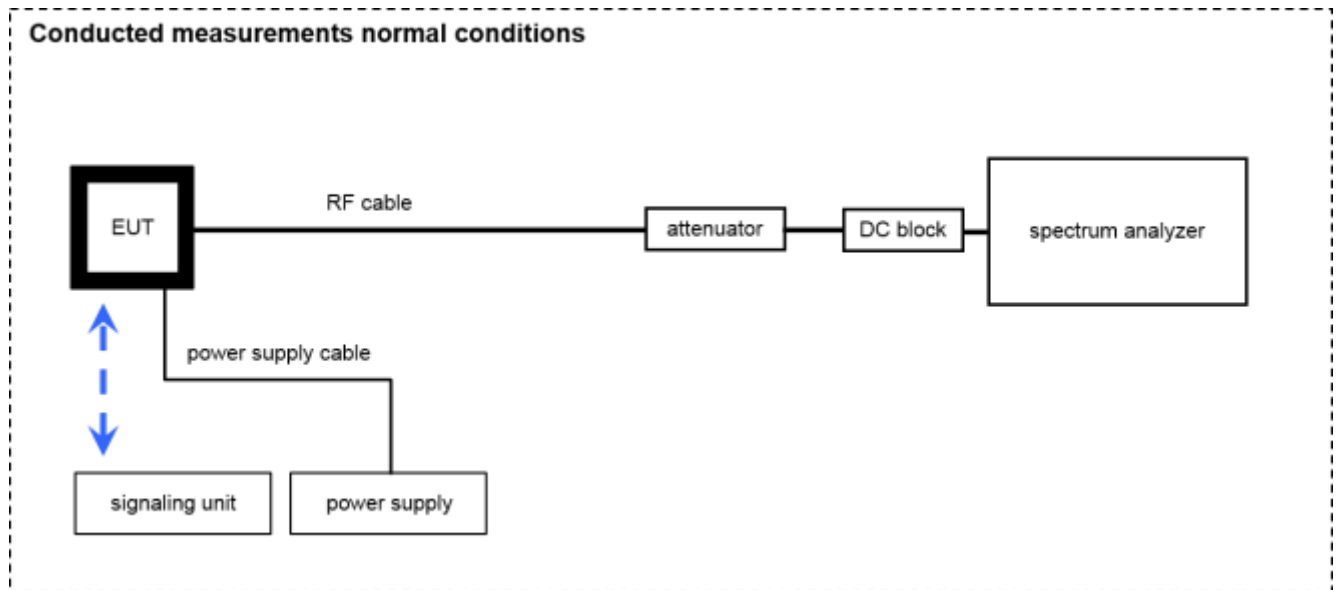 Conducted measurements normal conditions
RF cable
EUT
attenuator
DC block
spectrum analyzer
power supply cable
signaling unit
power supply